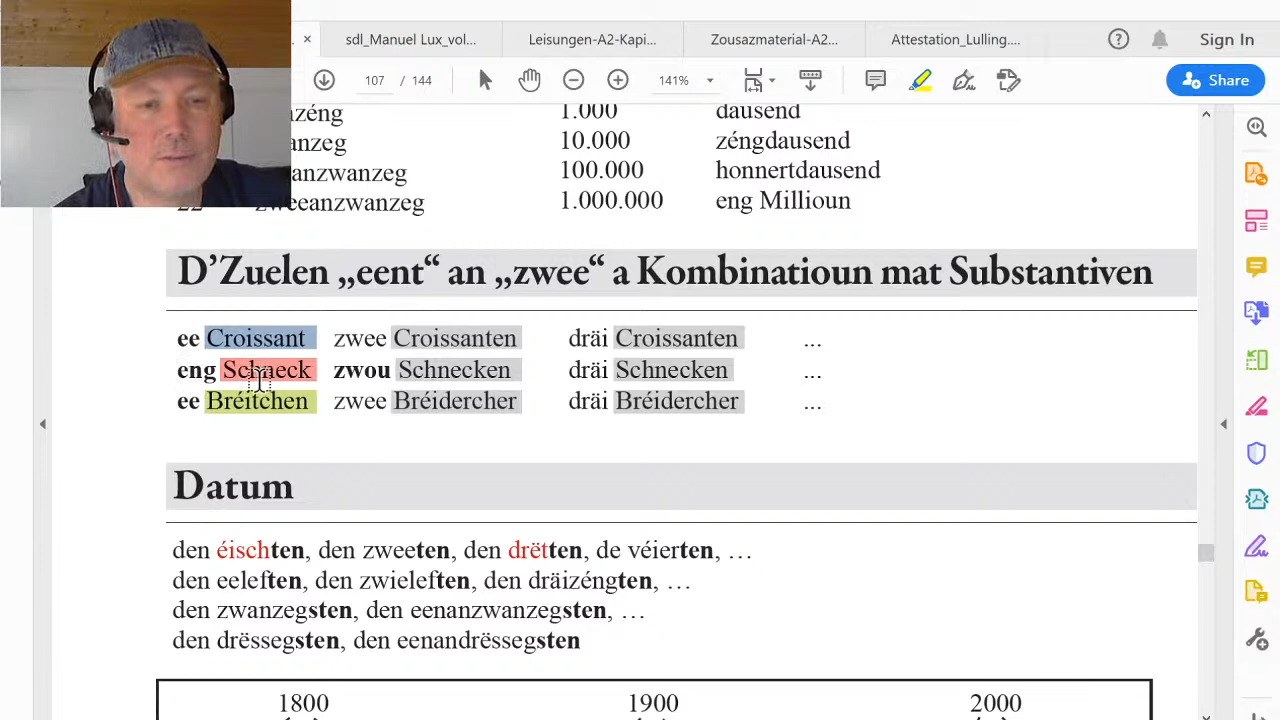 sdl_Manuel Lux_vol...
Leisungen-A2-Kapi...
Zousazmaterial-A2...
Attestation_Lulling....
Sign In
107 / 144
141%
Share
1.000 dausend
10.000 zéngdausend
anzwanzeg 100.000 honnertdausend
zweeanzwanzeg 1.000.000 eng Millioun
D’Zuelen „eent“ an „zwee“ a Kombinatioun mat Substantiven
ee Croissant zwee Croissanten dräi Croissanten ...
eng Schneck zwou Schnecken dräi Schnecken ...
ee Bréitchen zwee Bréidercher dräi Bréidercher ...
Datum
den éischten, den zweeten, den drëtten, de véierten, …
den eeleften, den zwieleften, den dräizéngten, …
den zwanzegsten, den eenanzwanzegsten, …
den drëssegsten, den eenandrëssegsten
1800 1900 2000